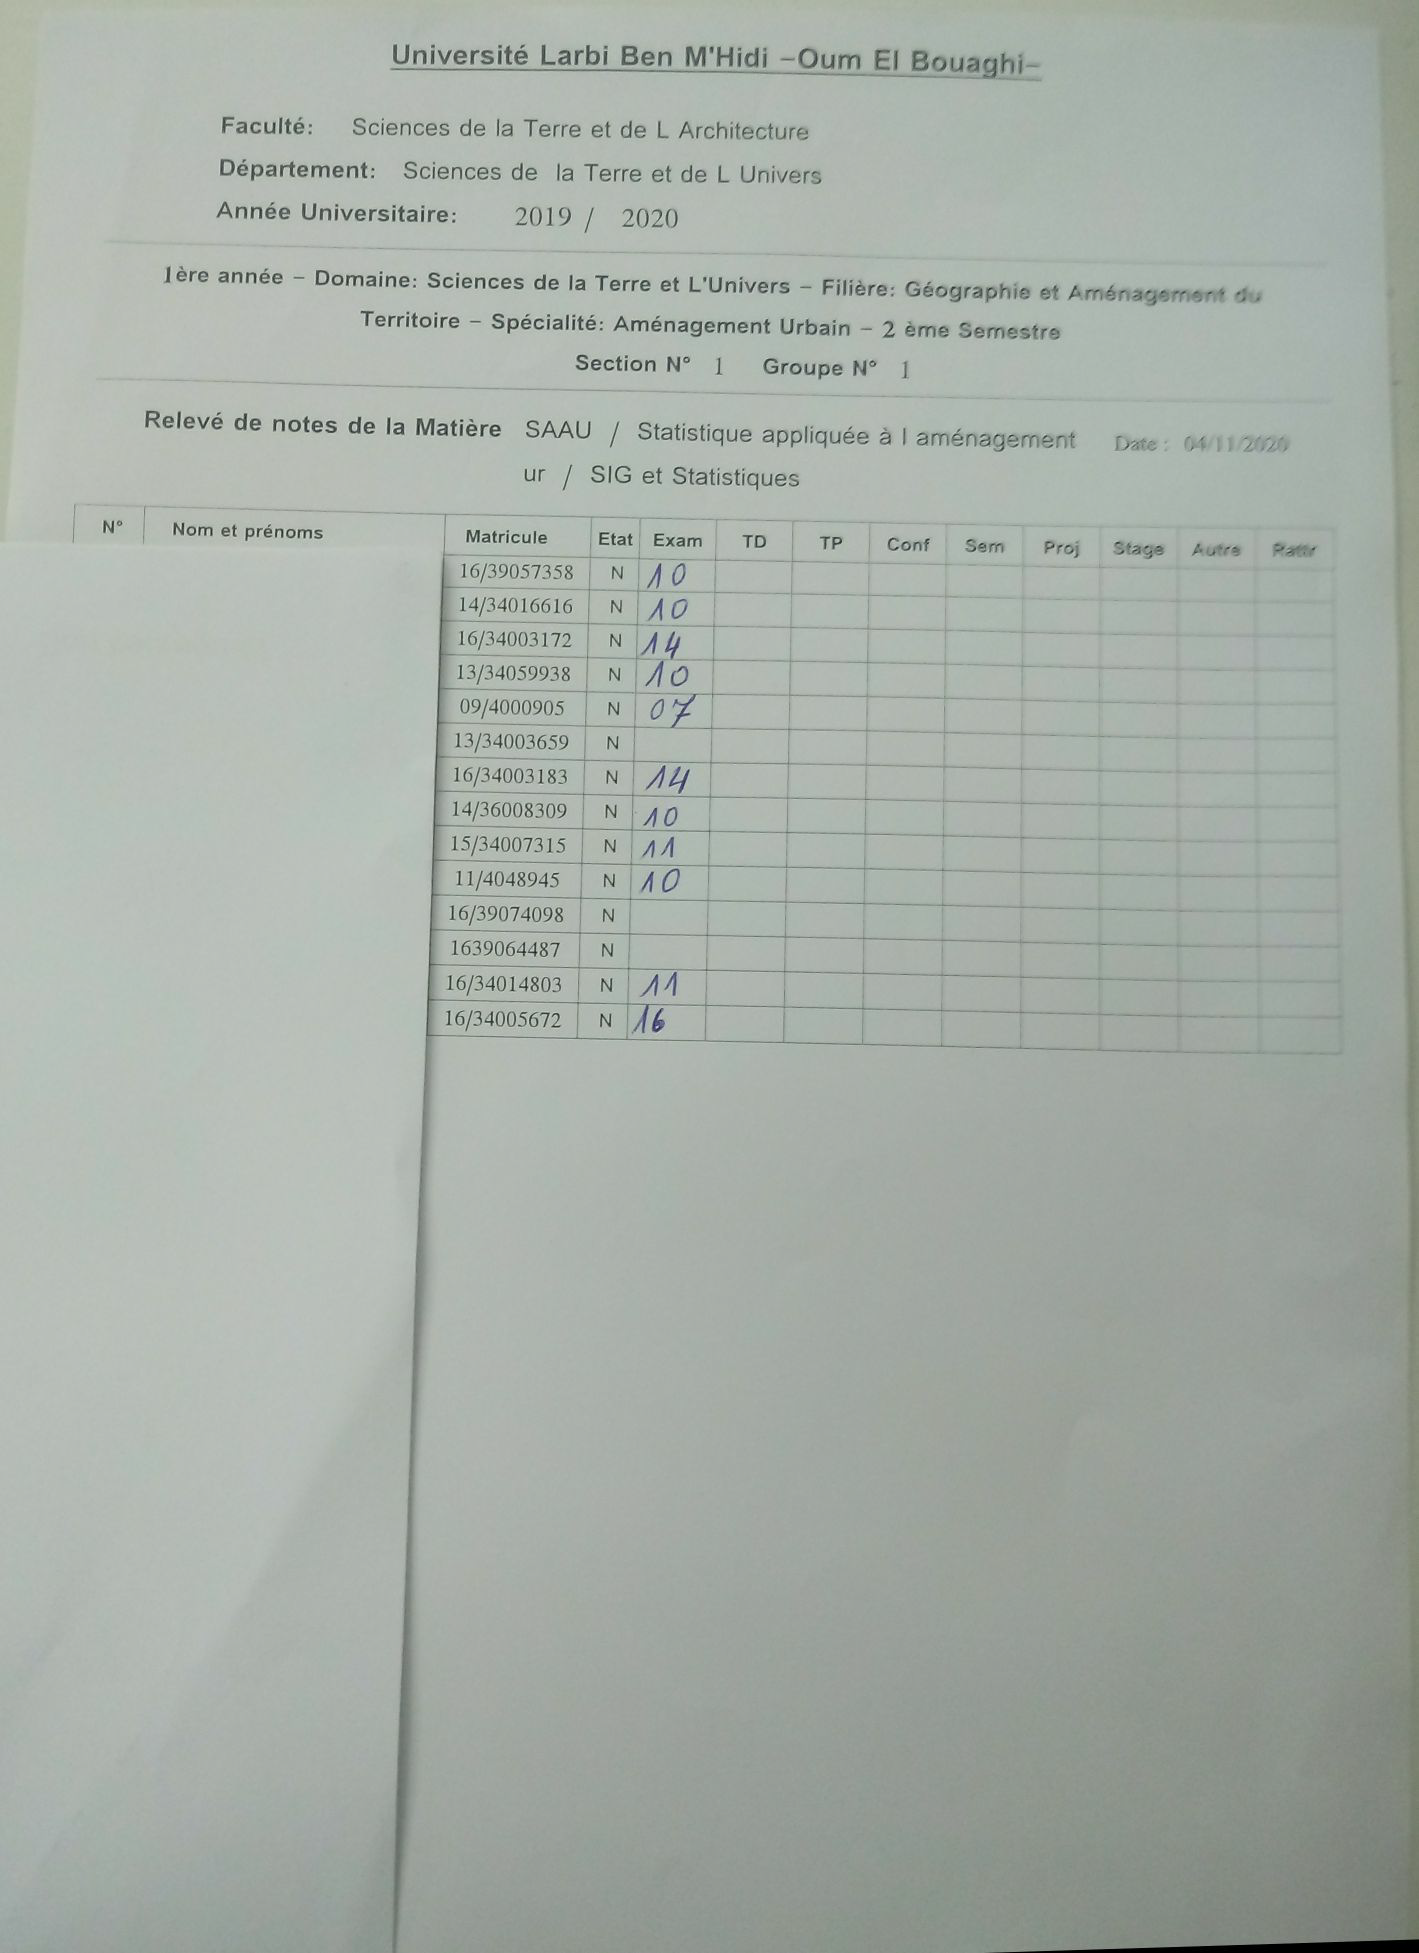 Université Larbi Ben M'Hidi –Oum El Bouaghi–
Faculté: Sciences de la Terre et de L Architecture
Département: Sciences de la Terre et de L Univers
Année Universitaire: 2019 / 2020
1ère année – Domaine: Sciences de la Terre et L'Univers – Filière: Géographie et Aménagement du
Territoire – Spécialité: Aménagement Urbain – 2 ème Semestre
Section N° 1 Groupe N° 1
Relevé de notes de la Matière SAAU / Statistique appliquée à l aménagement Date : 04/11/2020
ur / SIG et Statistiques
N° Nom et prénoms Matricule Etat Exam TD TP Conf Sem Proj Stage Autre Rattr
16/39057358 N 10
14/34016616 N 10
16/34003172 N 14
13/34059938 N 10
09/4000905 N 07
13/34003659 N
16/34003183 N 14
14/36008309 N 10
15/34007315 N 11
11/4048945 N 10
16/39074098 N
1639064487 N
16/34014803 N 11
16/34005672 N 16